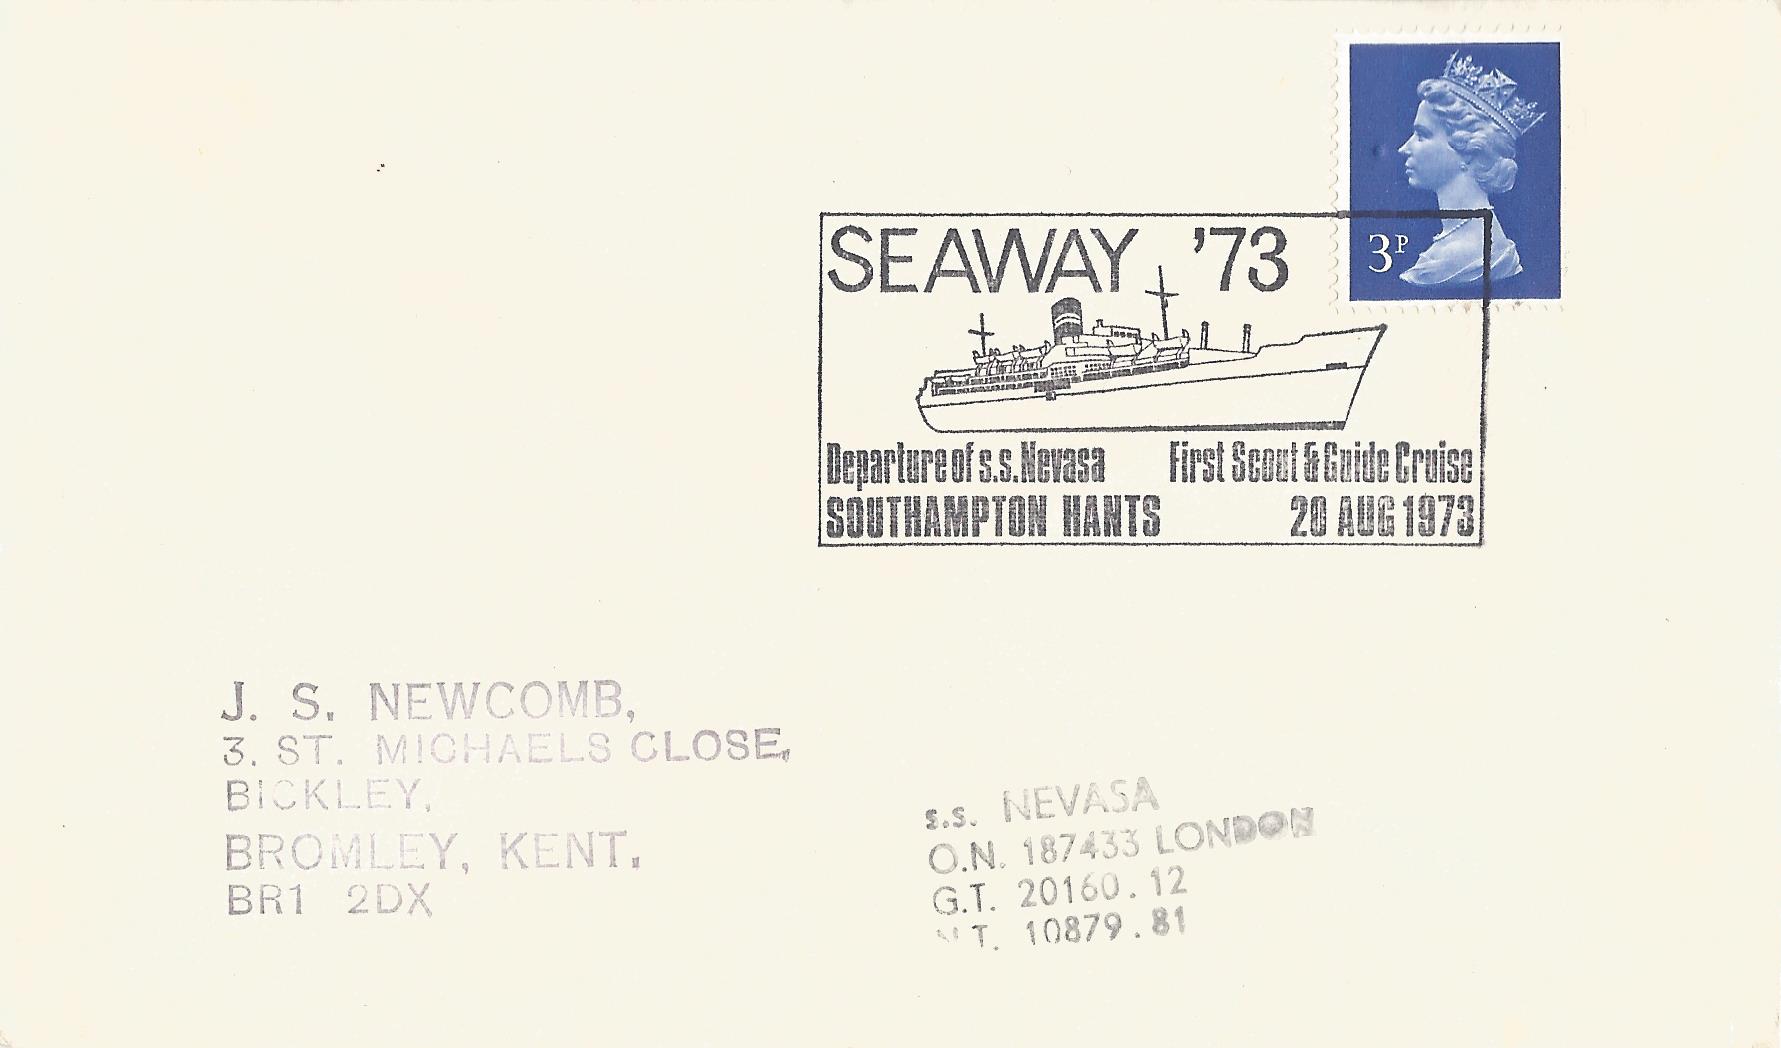 3P
SEAWAY '73
Departure of s.s. Nevasa First Scout & Guide Cruise
SOUTHAMPTON HANTS 20 AUG 1973
J. S. NEWCOMB,
3. ST. MICHAELS CLOSE,
BICKLEY,
BROMLEY, KENT.
BR1 2DX
s.s. NEVASA
O.N. 187433 LONDON
G.T. 20160.12
T. 10879.81